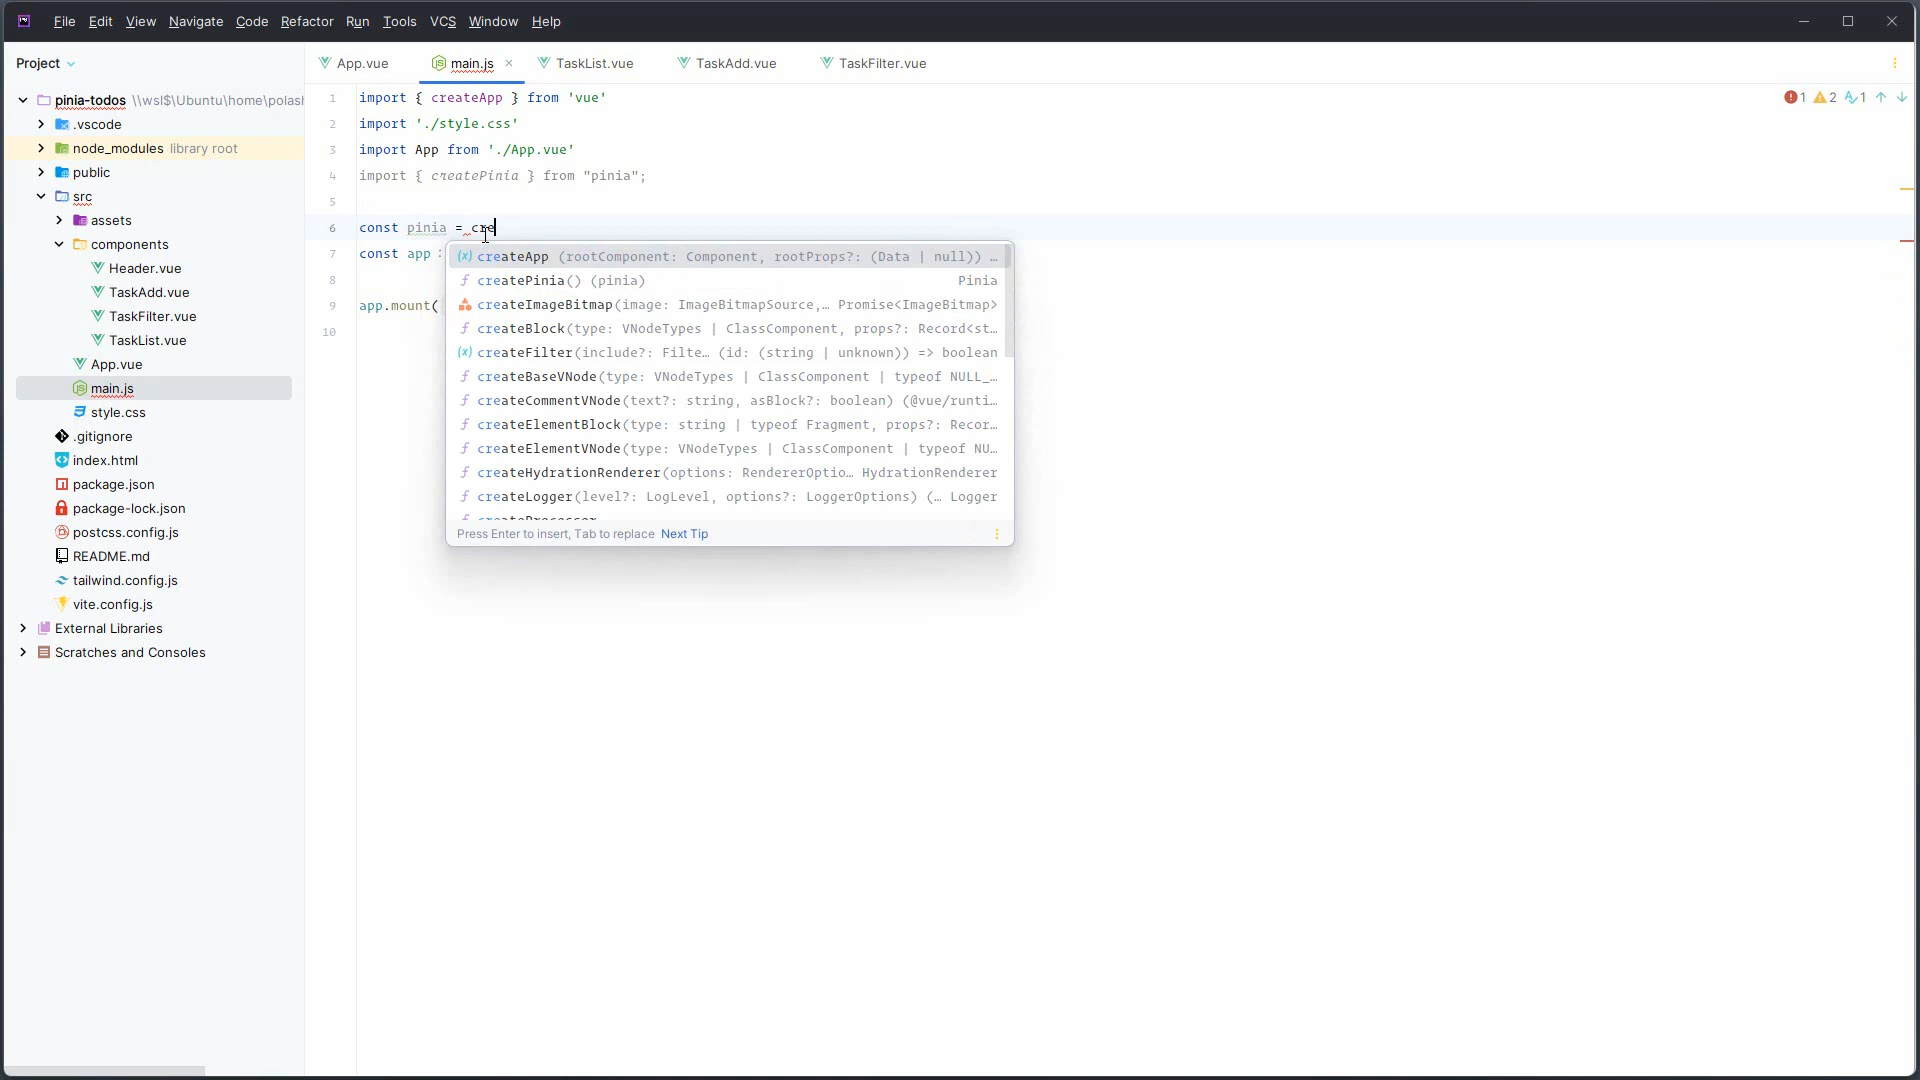 File Edit View Navigate Code Refactor Run Tools VCS Window Help
Project
App.vue main.js TaskList.vue TaskAdd.vue TaskFilter.vue
pinia-todos \\wsl$\Ubuntu\home\polash
.vscode
node_modules library root
public
src
assets
components
Header.vue
TaskAdd.vue
TaskFilter.vue
TaskList.vue
App.vue
main.js
style.css
.gitignore
index.html
package.json
package-lock.json
postcss.config.js
README.md
tailwind.config.js
vite.config.js
External Libraries
Scratches and Consoles
1 import { createApp } from 'vue'
2 import './style.css'
3 import App from './App.vue'
4 import { createPinia } from "pinia";
5
6 const pinia = cre
7 const app
8
9 app.mount(
10
1 2 1
createApp (rootComponent: Component, rootProps?: (Data | null)) …
createPinia() (pinia) Pinia
createImageBitmap(image: ImageBitmapSource,… Promise<ImageBitmap>
createBlock(type: VNodeTypes | ClassComponent, props?: Record<st…
createFilter(include?: Filte… (id: (string | unknown)) => boolean
createBaseVNode(type: VNodeTypes | ClassComponent | typeof NULL_…
createCommentVNode(text?: string, asBlock?: boolean) (@vue/runti…
createElementBlock(type: string | typeof Fragment, props?: Recor…
createElementVNode(type: VNodeTypes | ClassComponent | typeof NU…
createHydrationRenderer(options: RendererOptio… HydrationRenderer
createLogger(level?: LogLevel, options?: LoggerOptions) (… Logger
createProcessor
Press Enter to insert, Tab to replace Next Tip